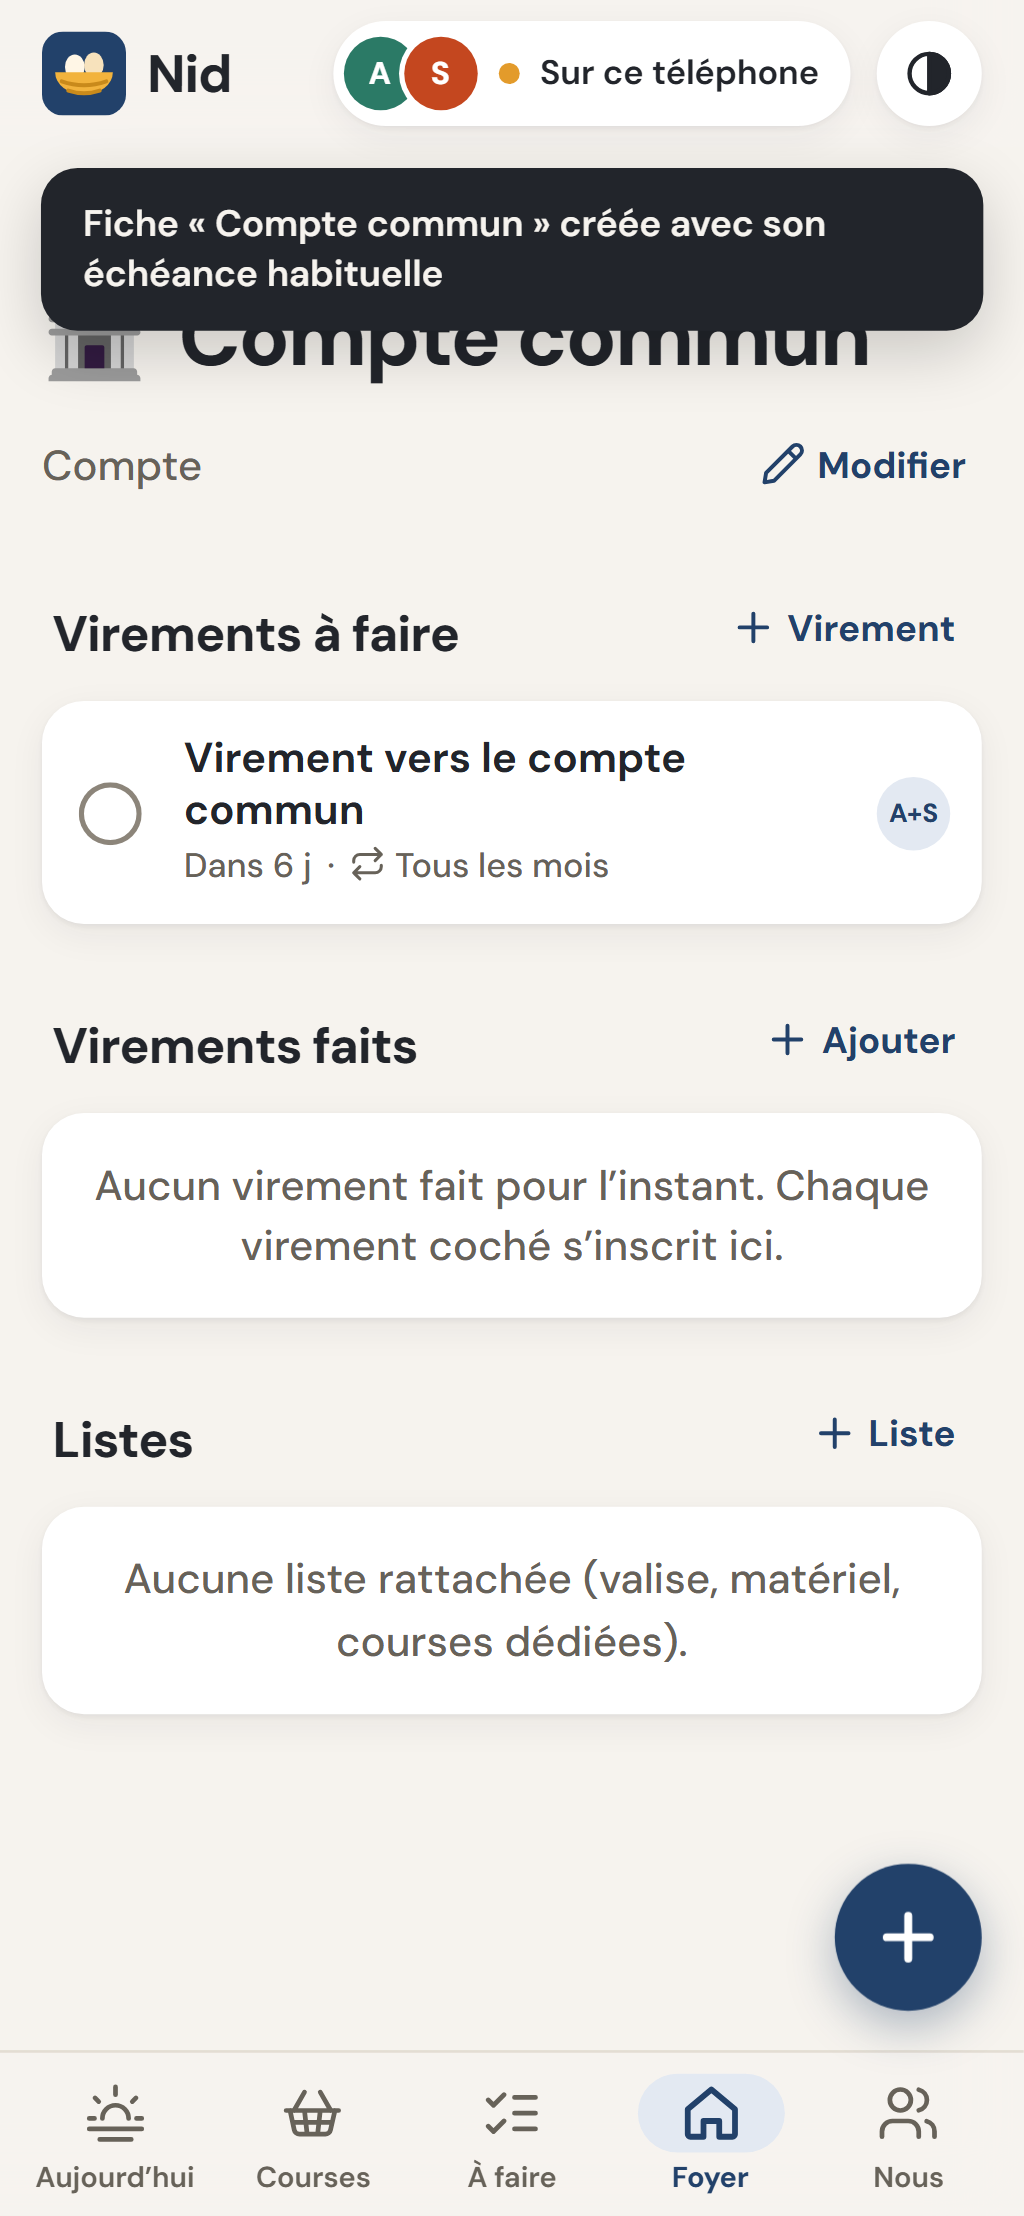 Nid
A
S
Sur ce téléphone
Fiche « Compte commun » créée avec son
échéance habituelle
Compte commun
Compte
Modifier
Virements à faire
+ Virement
Virement vers le compte
commun
Dans 6 j · Tous les mois
A+S
Virements faits
+ Ajouter
Aucun virement fait pour l’instant. Chaque
virement coché s’inscrit ici.
Listes
+ Liste
Aucune liste rattachée (valise, matériel,
courses dédiées).
Aujourd’hui
Courses
À faire
Foyer
Nous